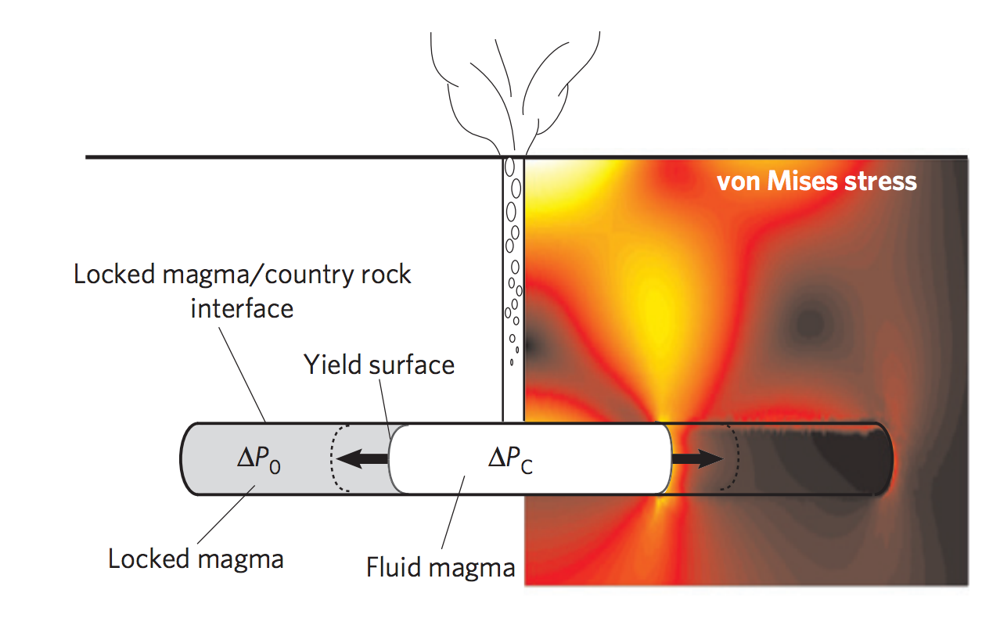 von Mises stress
Locked magma/country rock
interface
Yield surface
ΔP0
ΔPC
Locked magma
Fluid magma